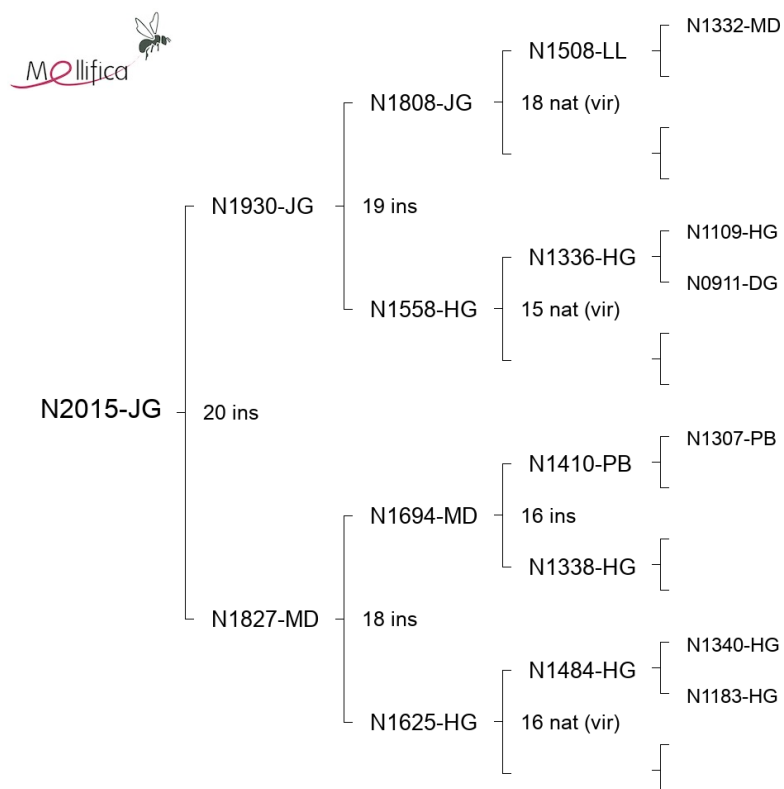 Mellifica
N1332-MD
N1508-LL
N1808-JG
18 nat (vir)
N1930-JG
19 ins
N1109-HG
N1336-HG
N0911-DG
N1558-HG
15 nat (vir)
N2015-JG
20 ins
N1307-PB
N1410-PB
N1694-MD
16 ins
N1338-HG
N1827-MD
18 ins
N1340-HG
N1484-HG
N1183-HG
N1625-HG
16 nat (vir)